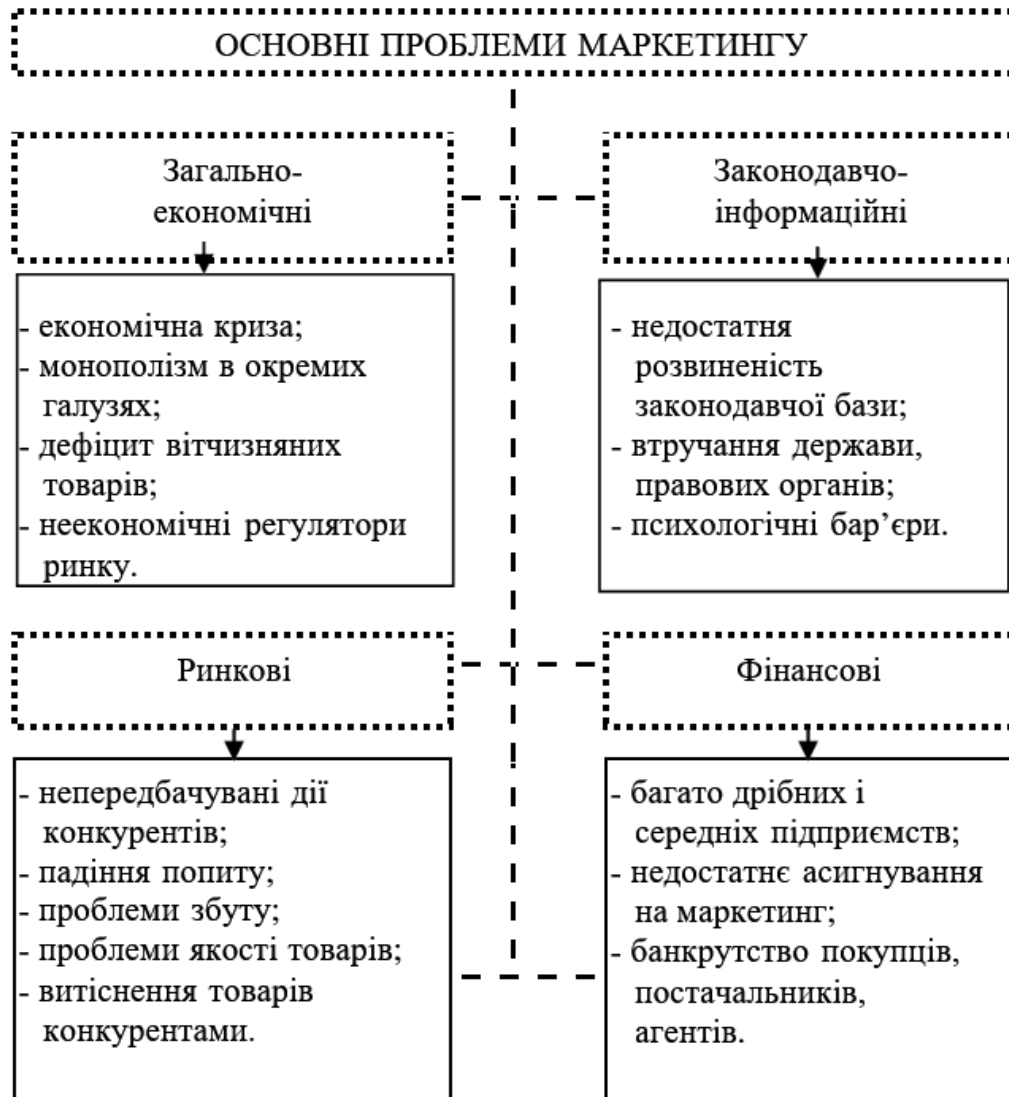 ОСНОВНІ ПРОБЛЕМИ МАРКЕТИНГУ
Загально-
економічні
- економічна криза;
- монополізм в окремих
галузях;
- дефіцит вітчизняних
товарів;
- неекономічні регулятори
ринку.
Законодавчо-
інформаційні
- недостатня
розвиненість
законодавчої бази;
- втручання держави,
правових органів;
- психологічні бар’єри.
Ринкові
- непередбачувані дії
конкурентів;
- падіння попиту;
- проблеми збуту;
- проблеми якості товарів;
- витіснення товарів
конкурентами.
Фінансові
- багато дрібних і
середніх підприємств;
- недостатнє асигнування
на маркетинг;
- банкрутство покупців,
постачальників,
агентів.